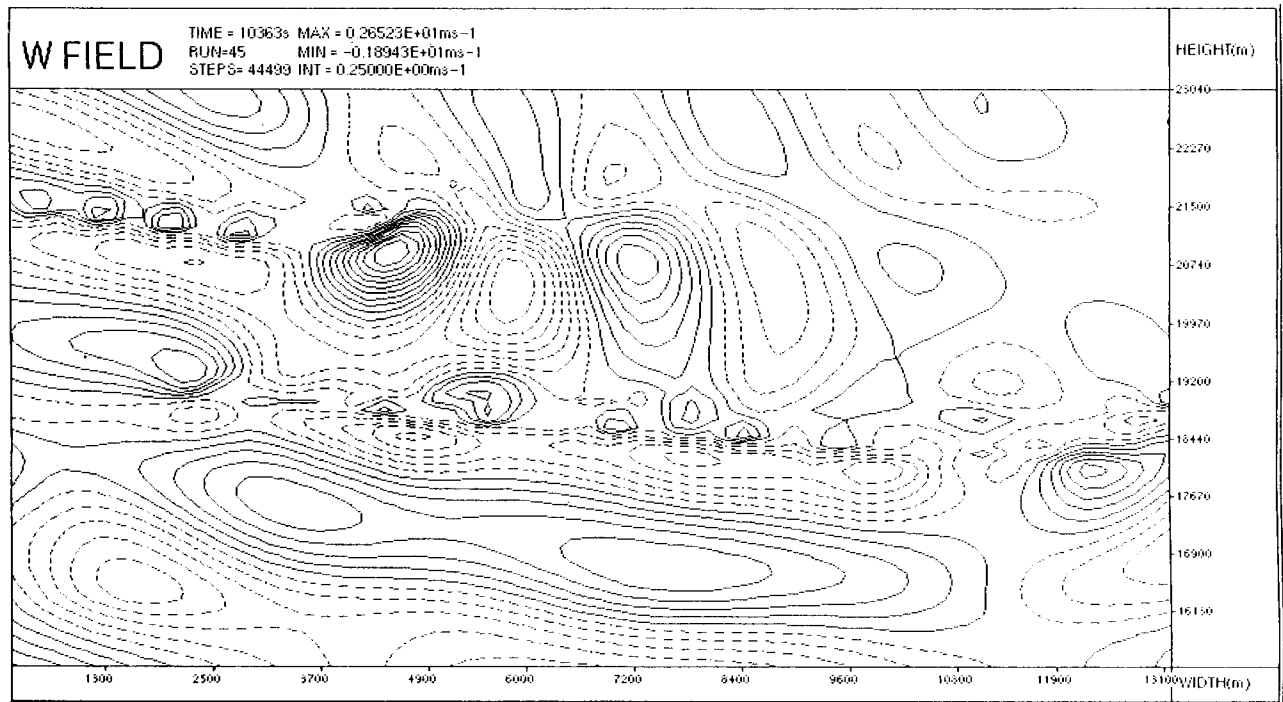 W FIELD
TIME = 10363s MAX = 0.26523E+01ms-1
RUN=45 MIN = -0.18943E+01ms-1
STEPS= 44499 INT = 0.25000E+00ms-1
HEIGHT(m)
23040
22270
21500
20740
19970
19200
18440
17670
16900
16130
1300 2500 3700 4900 6000 7200 8400 9600 10800 11900 13100
WIDTH(m)